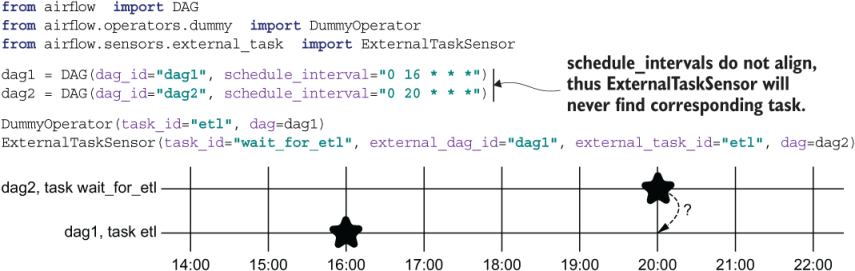 from airflow import DAG
from airflow.operators.dummy import DummyOperator
from airflow.sensors.external_task import ExternalTaskSensor
dag1 = DAG(dag_id="dag1", schedule_interval="0 16 * * *")
dag2 = DAG(dag_id="dag2", schedule_interval="0 20 * * *")
schedule_intervals do not align,
thus ExternalTaskSensor will
never find corresponding task.
DummyOperator(task_id="etl", dag=dag1)
ExternalTaskSensor(task_id="wait_for_etl", external_dag_id="dag1", external_task_id="etl", dag=dag2)
dag2, task wait_for_etl
?
dag1, task etl
14:00 15:00 16:00 17:00 18:00 19:00 20:00 21:00 22:00